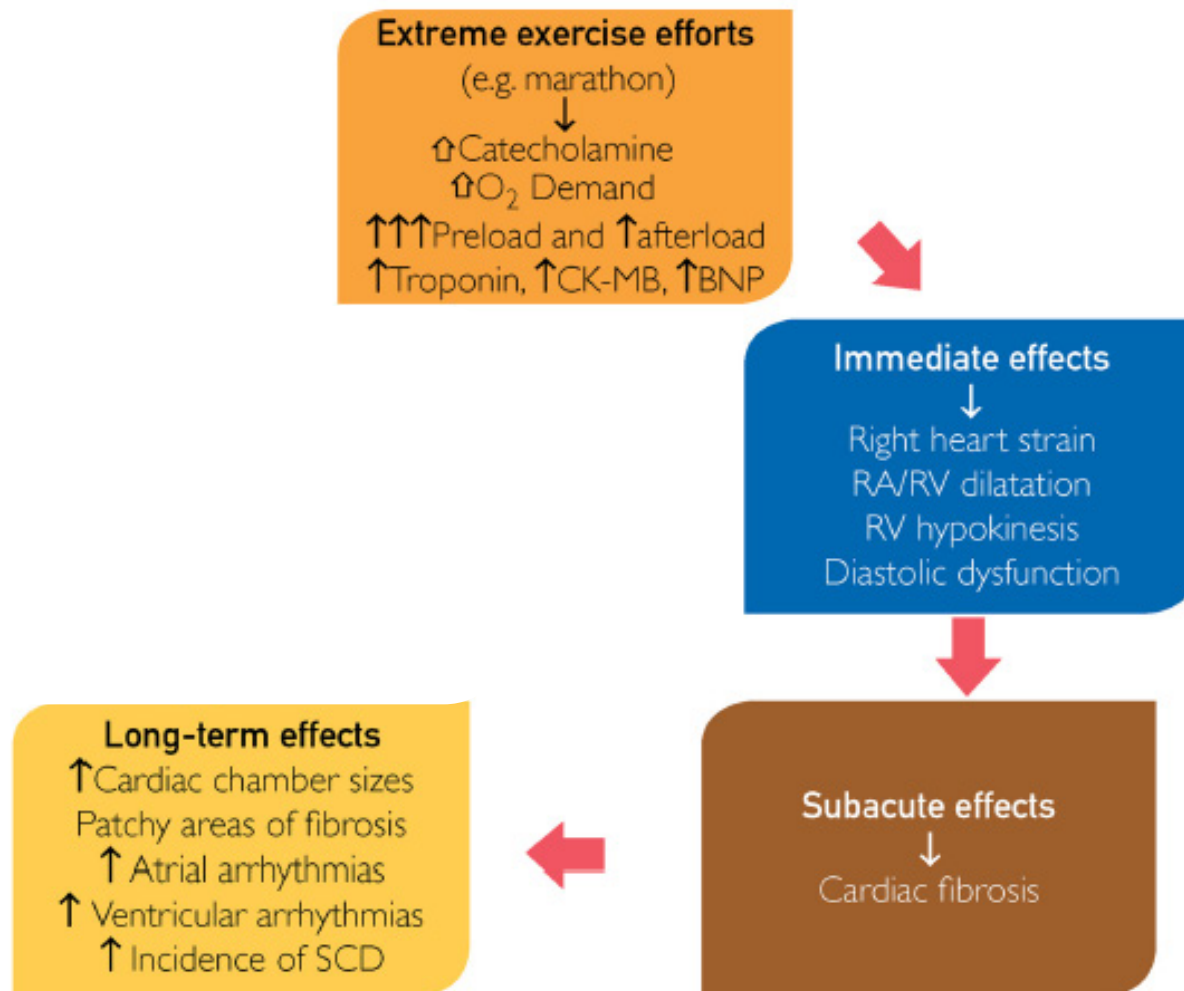 Extreme exercise efforts
(e.g. marathon)
↓
⇧Catecholamine
⇧O₂ Demand
↑↑↑Preload and ↑afterload
↑Troponin, ↑CK-MB, ↑BNP
Immediate effects
↓
Right heart strain
RA/RV dilatation
RV hypokinesis
Diastolic dysfunction
Subacute effects
↓
Cardiac fibrosis
Long-term effects
↑Cardiac chamber sizes
Patchy areas of fibrosis
↑ Atrial arrhythmias
↑ Ventricular arrhythmias
↑ Incidence of SCD